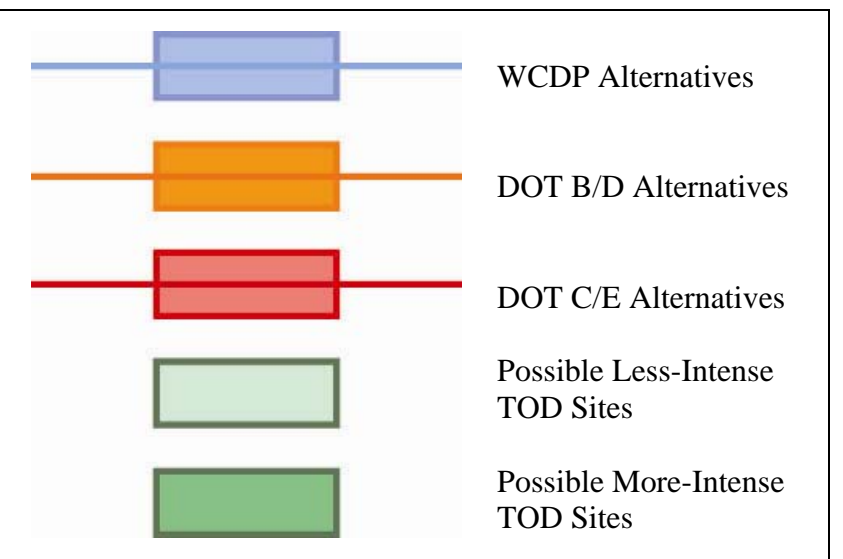 WCDP Alternatives
DOT B/D Alternatives
DOT C/E Alternatives
Possible Less-Intense
TOD Sites
Possible More-Intense
TOD Sites